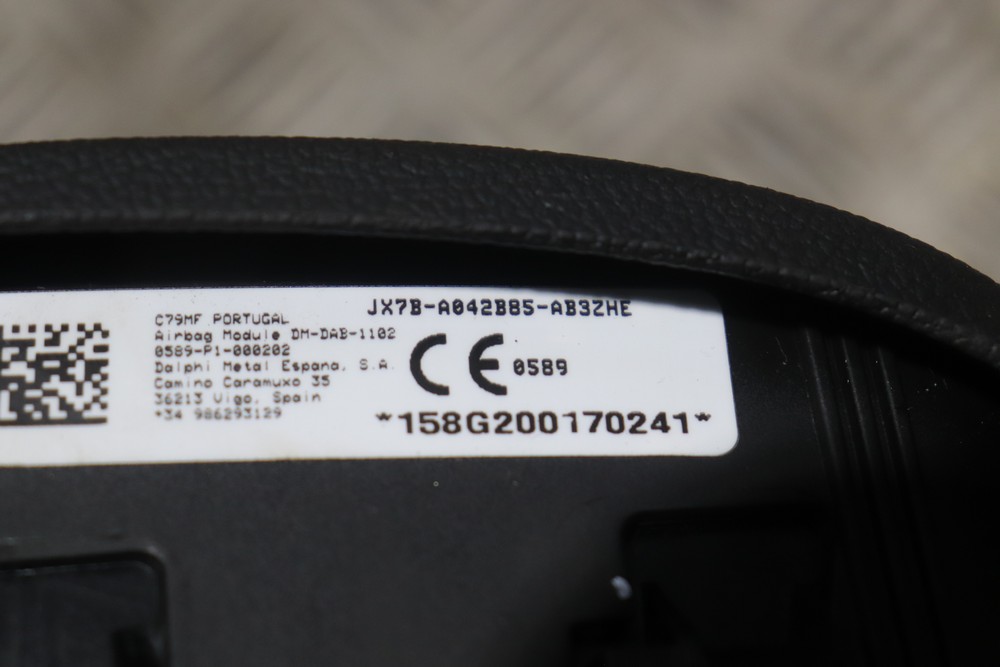 JX7B-A042B85-AB3ZHE
C79MF PORTUGAL
Airbag Module DM-DAB-1102
0589-P1-000202
Dalphi Metal Espana, S.A.
Camino Caramuxo 35
36213 Vigo, Spain
+34 986293129
CE 0589
*158G200170241*